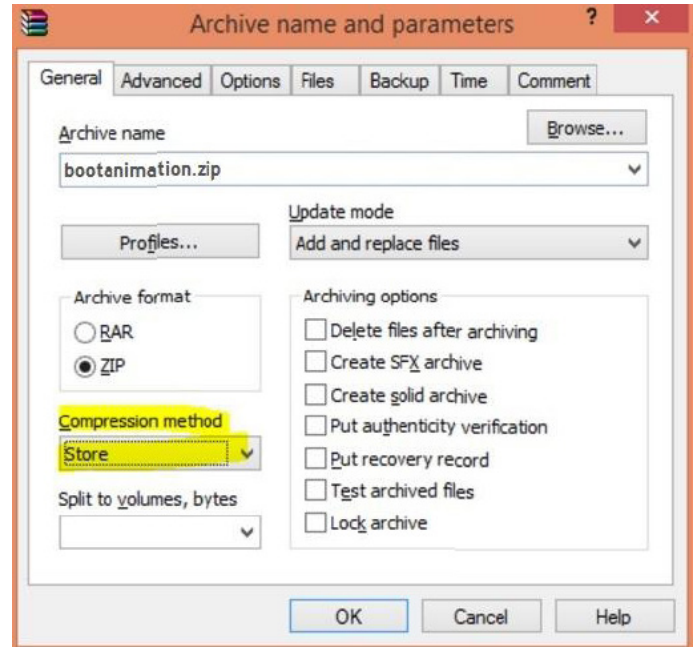 Archive name and parameters ? ×
General Advanced Options Files Backup Time Comment
Archive name
Browse...
bootanimation.zip
Update mode
Profiles...
Add and replace files
Archive format
RAR
ZIP
Compression method
Store
Split to volumes, bytes
Archiving options
Delete files after archiving
Create SFX archive
Create solid archive
Put authenticity verification
Put recovery record
Test archived files
Lock archive
OK Cancel Help